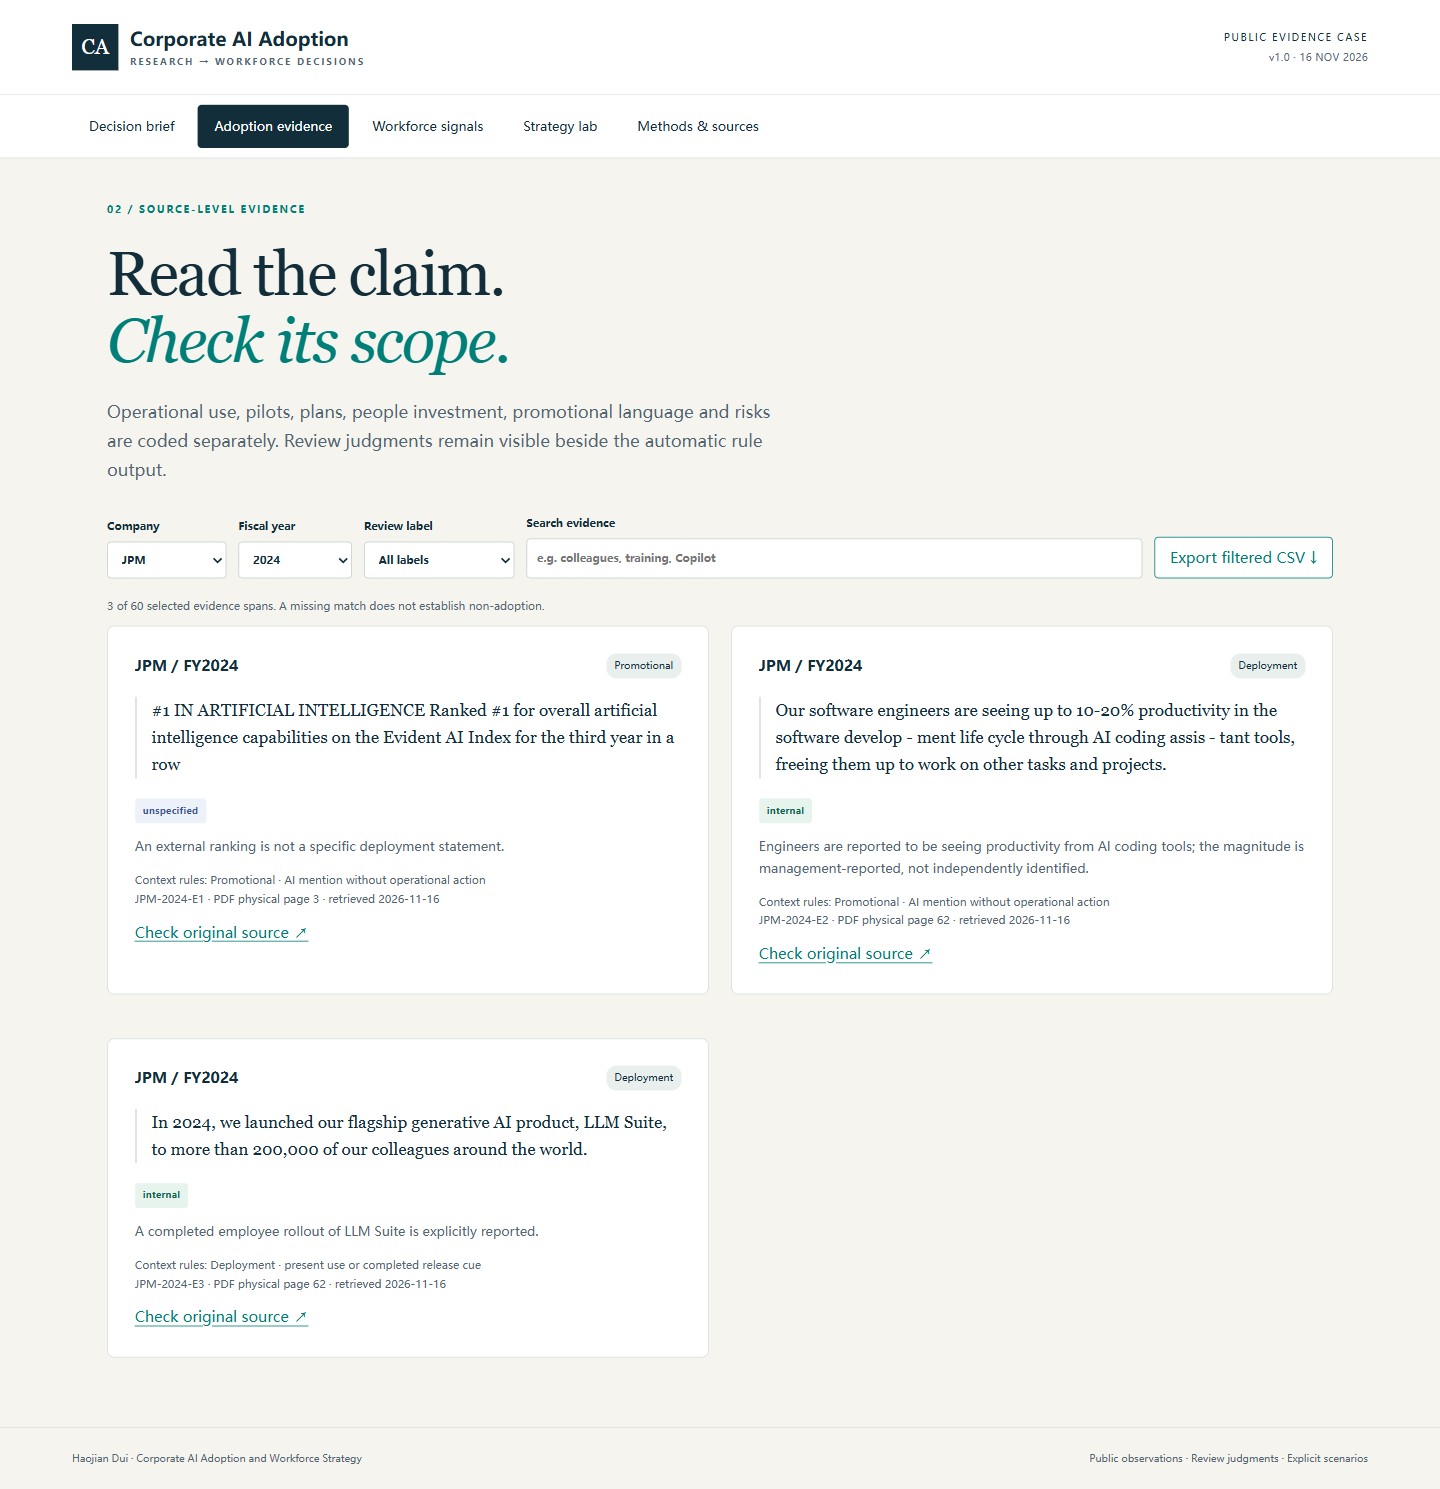 CA
Corporate AI Adoption
RESEARCH → WORKFORCE DECISIONS
PUBLIC EVIDENCE CASE
v1.0 · 16 NOV 2026
Decision brief
Adoption evidence
Workforce signals
Strategy lab
Methods & sources
02 / SOURCE-LEVEL EVIDENCE
Read the claim.
Check its scope.
Operational use, pilots, plans, people investment, promotional language and risks
are coded separately. Review judgments remain visible beside the automatic rule
output.
Company
JPM
Fiscal year
2024
Review label
All labels
Search evidence
e.g. colleagues, training, Copilot
Export filtered CSV ↓
3 of 60 selected evidence spans. A missing match does not establish non-adoption.
JPM / FY2024
Promotional
#1 IN ARTIFICIAL INTELLIGENCE Ranked #1 for overall artificial
intelligence capabilities on the Evident AI Index for the third year in a
row
unspecified
An external ranking is not a specific deployment statement.
Context rules: Promotional · AI mention without operational action
JPM-2024-E1 · PDF physical page 3 · retrieved 2026-11-16
Check original source ↗
JPM / FY2024
Deployment
Our software engineers are seeing up to 10-20% productivity in the
software develop - ment life cycle through AI coding assis - tant tools,
freeing them up to work on other tasks and projects.
internal
Engineers are reported to be seeing productivity from AI coding tools; the magnitude is
management-reported, not independently identified.
Context rules: Promotional · AI mention without operational action
JPM-2024-E2 · PDF physical page 62 · retrieved 2026-11-16
Check original source ↗
JPM / FY2024
Deployment
In 2024, we launched our flagship generative AI product, LLM Suite,
to more than 200,000 of our colleagues around the world.
internal
A completed employee rollout of LLM Suite is explicitly reported.
Context rules: Deployment · present use or completed release cue
JPM-2024-E3 · PDF physical page 62 · retrieved 2026-11-16
Check original source ↗
Haojian Dui · Corporate AI Adoption and Workforce Strategy
Public observations · Review judgments · Explicit scenarios